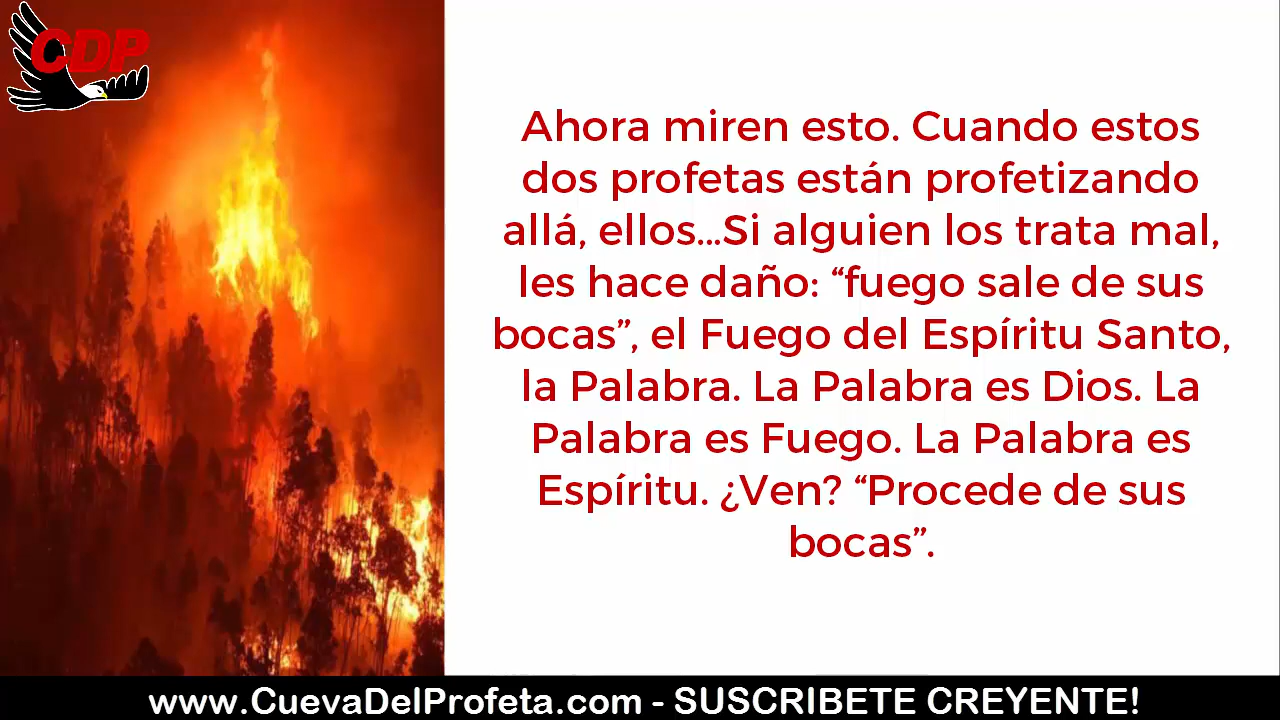 CDP
Ahora miren esto. Cuando estos
dos profetas están profetizando
allá, ellos...Si alguien los trata mal,
les hace daño: “fuego sale de sus
bocas”, el Fuego del Espíritu Santo,
la Palabra. La Palabra es Dios. La
Palabra es Fuego. La Palabra es
Espíritu. ¿Ven? “Procede de sus
bocas”.
www.CuevaDelProfeta.com - SUSCRIBETE CREYENTE!